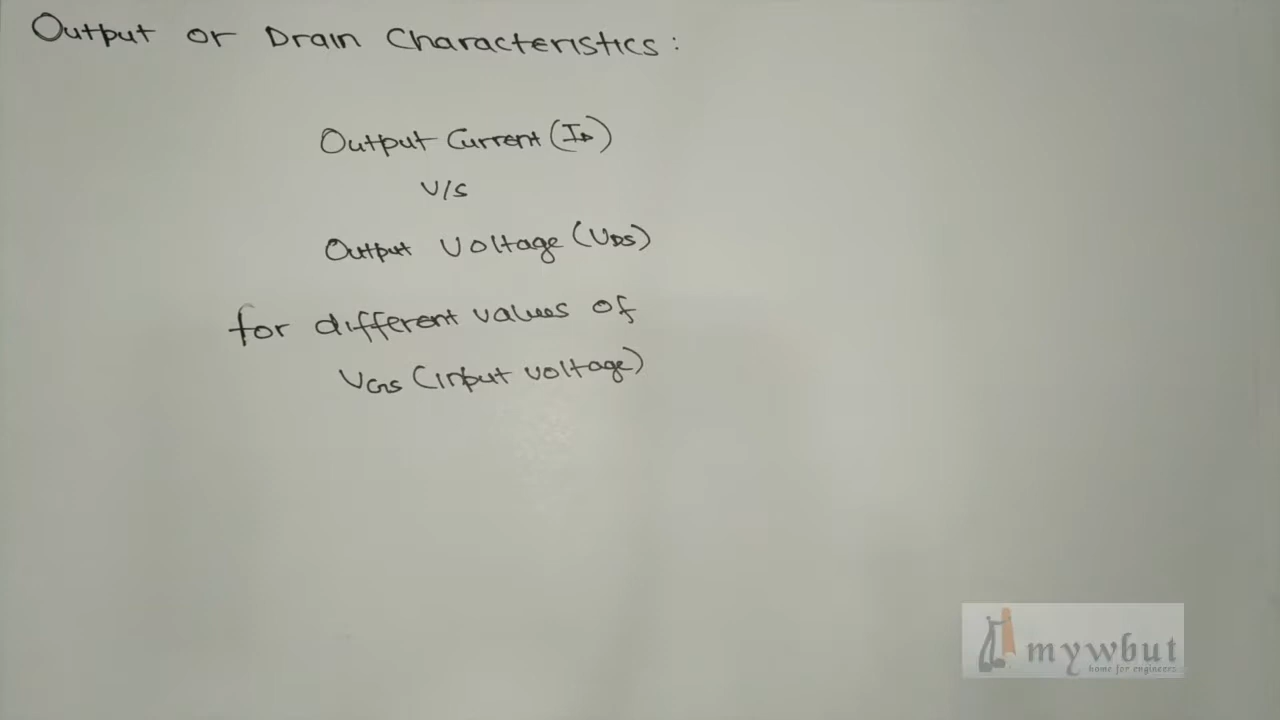 Output or Drain Characteristics:
Output Current (ID)
V/S
Output Voltage (VDS)
for different values of
VGS (input voltage)
mywbut
home for engineers